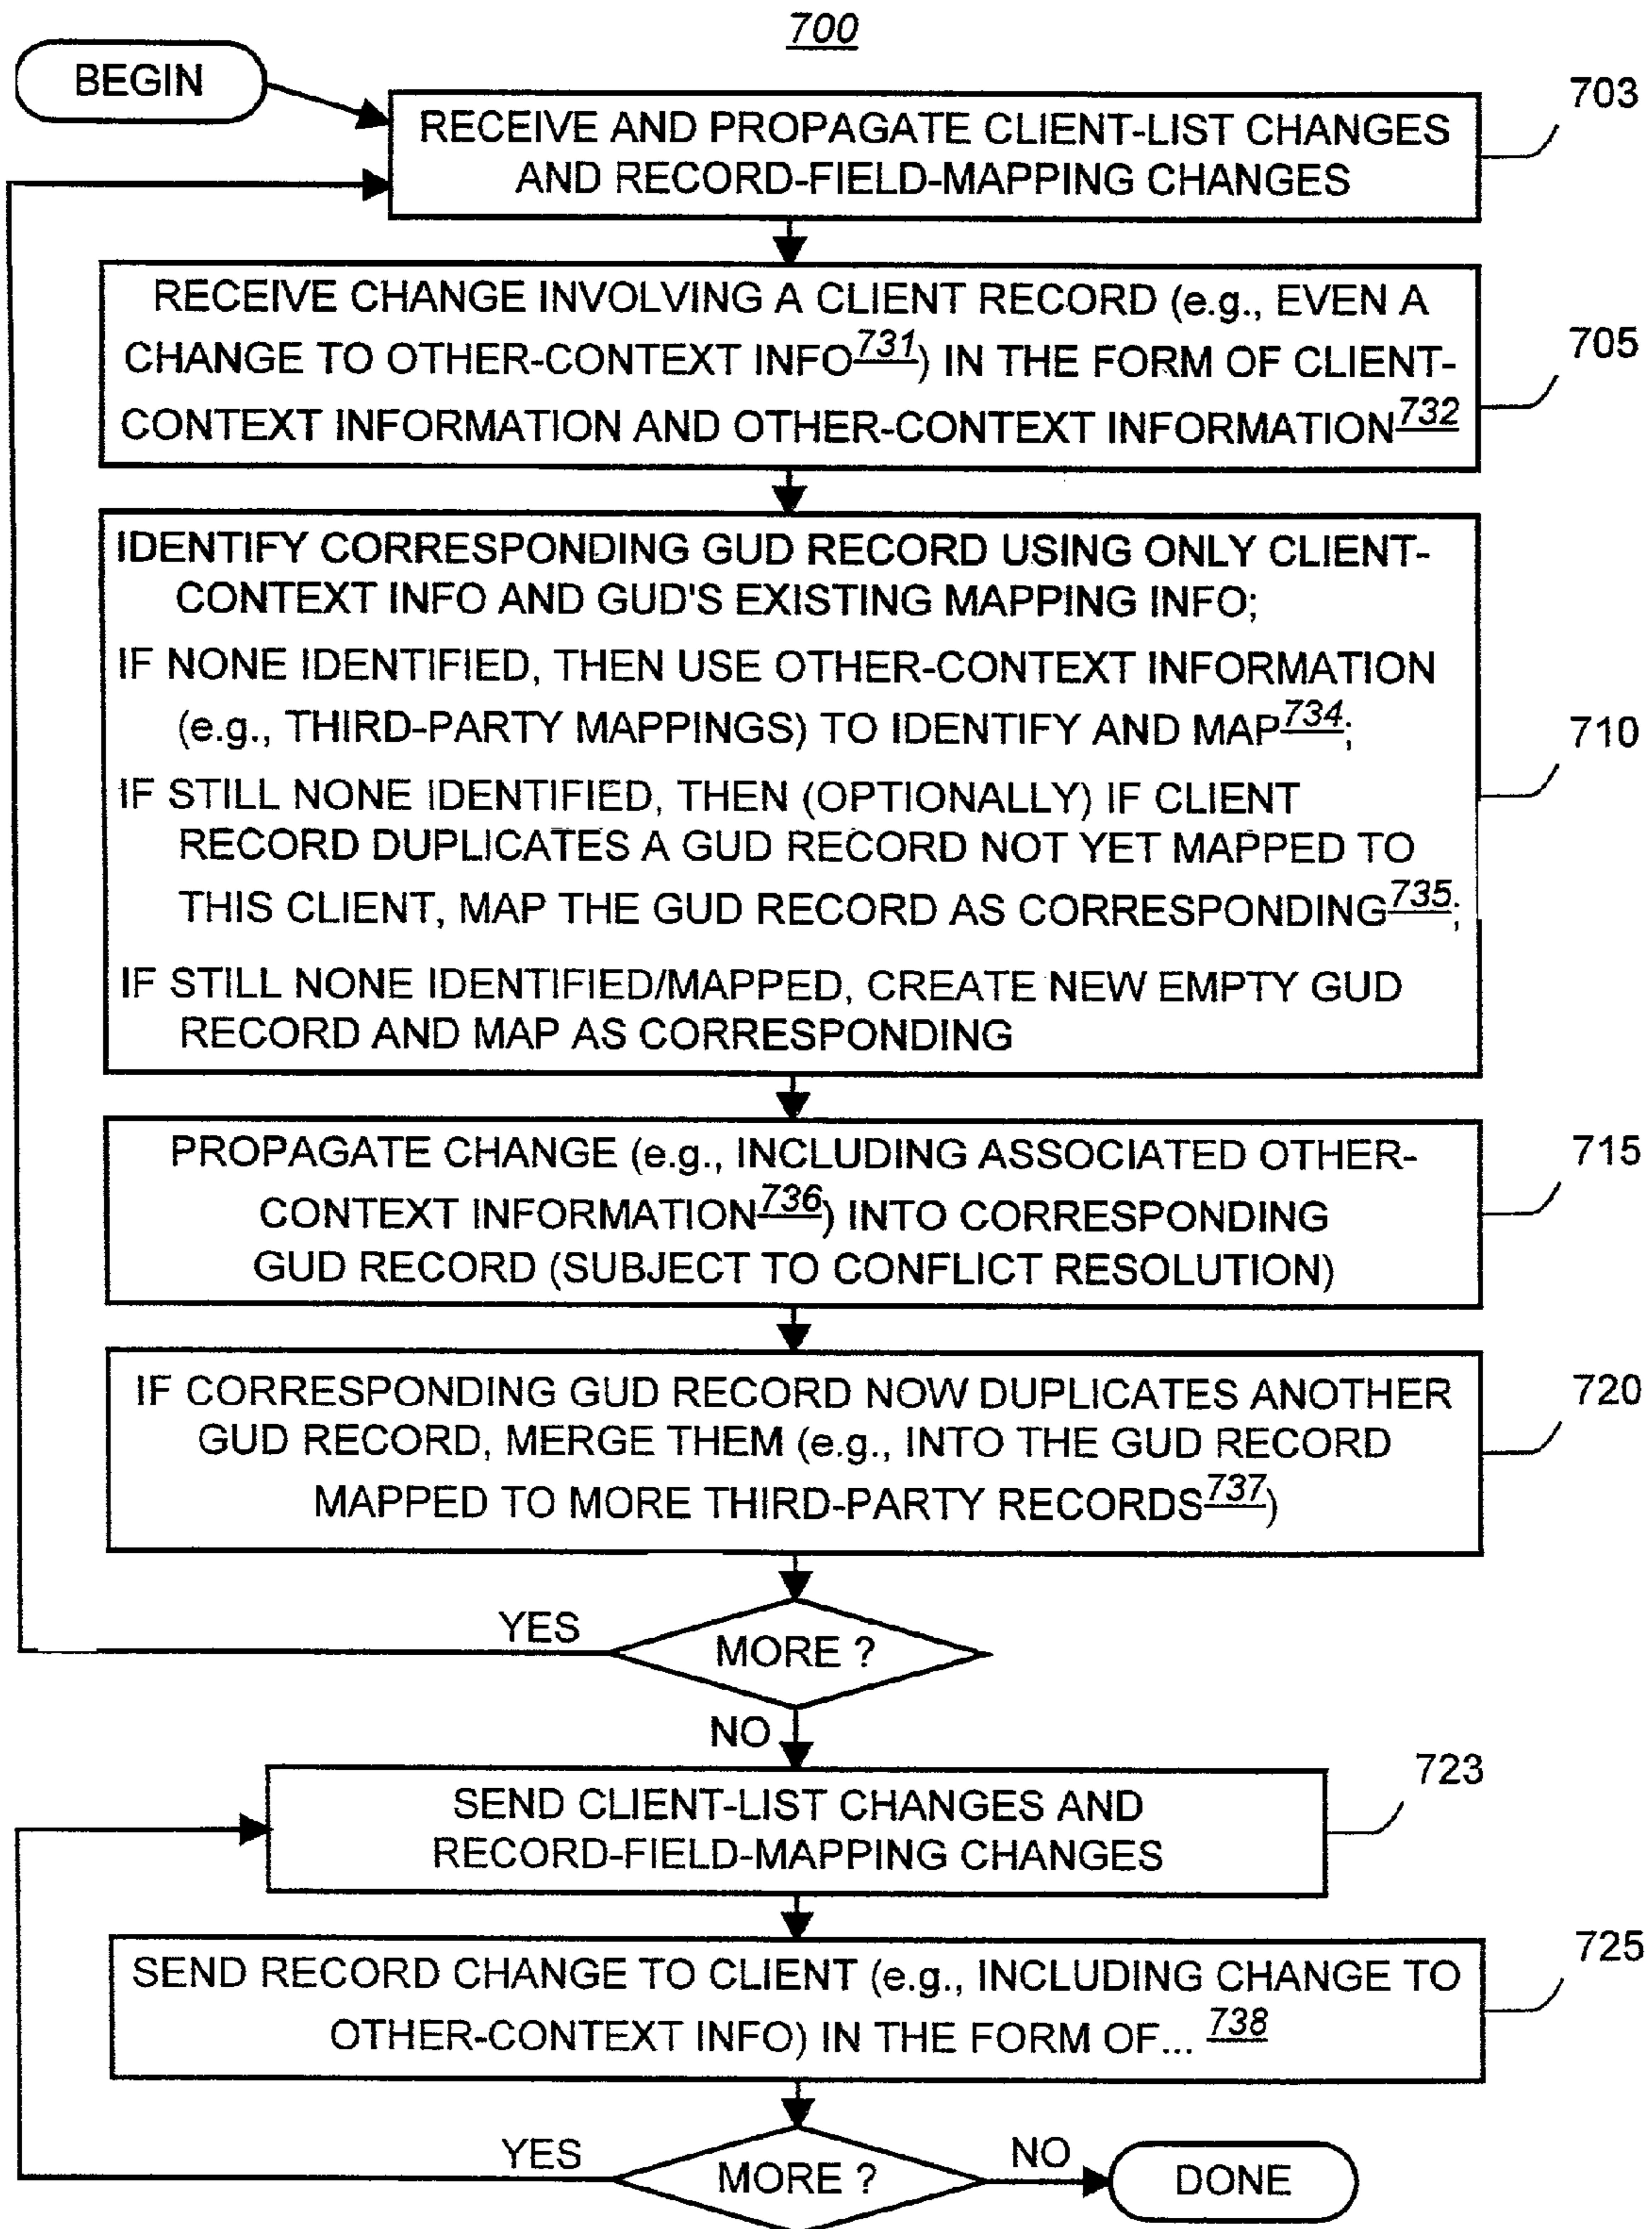 700
BEGIN
703
RECEIVE AND PROPAGATE CLIENT-LIST CHANGES
AND RECORD-FIELD-MAPPING CHANGES
RECEIVE CHANGE INVOLVING A CLIENT RECORD (e.g., EVEN A
CHANGE TO OTHER-CONTEXT INFO731) IN THE FORM OF CLIENT-
CONTEXT INFORMATION AND OTHER-CONTEXT INFORMATION732
705
IDENTIFY CORRESPONDING GUD RECORD USING ONLY CLIENT-
CONTEXT INFO AND GUD'S EXISTING MAPPING INFO;
IF NONE IDENTIFIED, THEN USE OTHER-CONTEXT INFORMATION
(e.g., THIRD-PARTY MAPPINGS) TO IDENTIFY AND MAP734;
710
IF STILL NONE IDENTIFIED, THEN (OPTIONALLY) IF CLIENT
RECORD DUPLICATES A GUD RECORD NOT YET MAPPED TO
THIS CLIENT, MAP THE GUD RECORD AS CORRESPONDING735;
IF STILL NONE IDENTIFIED/MAPPED, CREATE NEW EMPTY GUD
RECORD AND MAP AS CORRESPONDING
PROPAGATE CHANGE (e.g., INCLUDING ASSOCIATED OTHER-
CONTEXT INFORMATION736) INTO CORRESPONDING
GUD RECORD (SUBJECT TO CONFLICT RESOLUTION)
715
IF CORRESPONDING GUD RECORD NOW DUPLICATES ANOTHER
GUD RECORD, MERGE THEM (e.g., INTO THE GUD RECORD
MAPPED TO MORE THIRD-PARTY RECORDS737)
720
YES
MORE ?
NO
723
SEND CLIENT-LIST CHANGES AND
RECORD-FIELD-MAPPING CHANGES
725
SEND RECORD CHANGE TO CLIENT (e.g., INCLUDING CHANGE TO
OTHER-CONTEXT INFO) IN THE FORM OF... 738
YES
MORE ?
NO
DONE